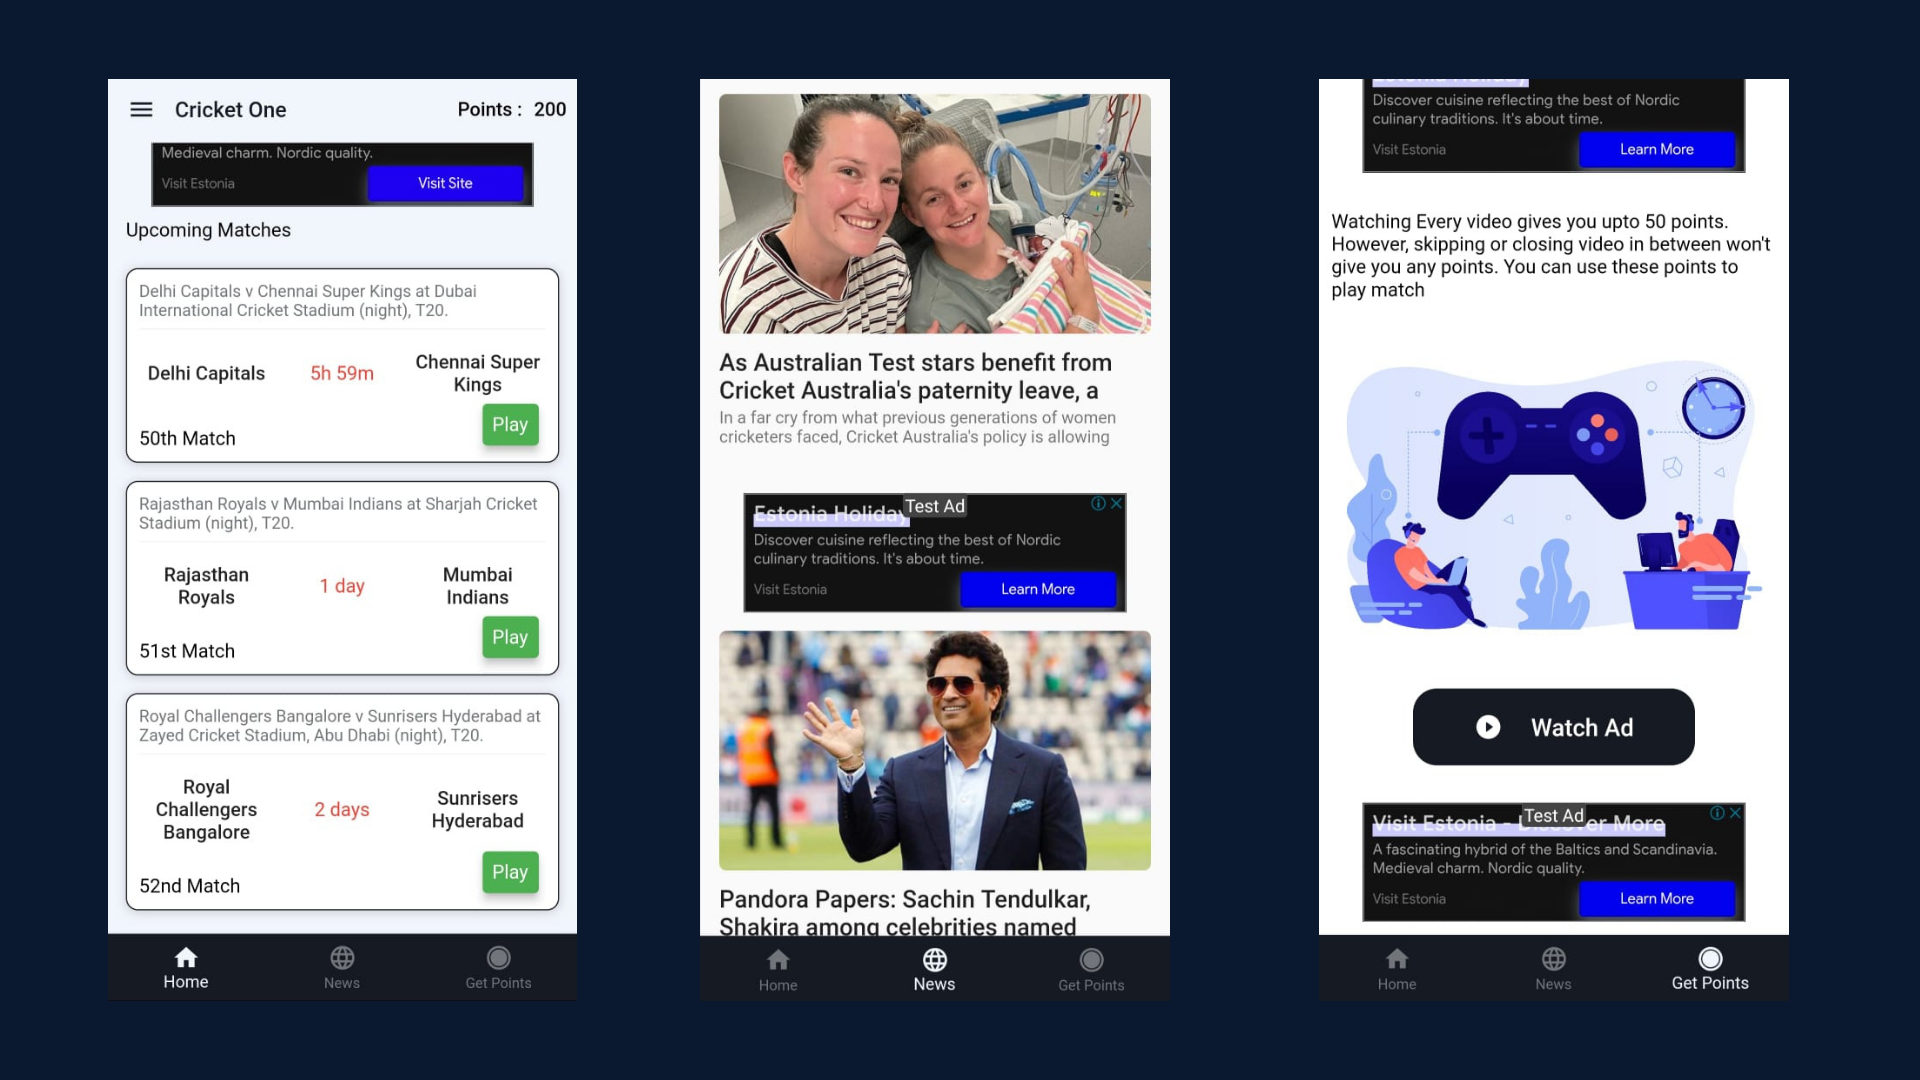 Cricket One
Points : 200
Medieval charm. Nordic quality.
Visit Estonia
Visit Site
Upcoming Matches
Delhi Capitals v Chennai Super Kings at Dubai
International Cricket Stadium (night), T20.
Delhi Capitals
5h 59m
Chennai Super
Kings
Play
50th Match
Rajasthan Royals v Mumbai Indians at Sharjah Cricket
Stadium (night), T20.
Rajasthan
Royals
1 day
Mumbai
Indians
Play
51st Match
Royal Challengers Bangalore v Sunrisers Hyderabad at
Zayed Cricket Stadium, Abu Dhabi (night), T20.
Royal
Challengers
Bangalore
2 days
Sunrisers
Hyderabad
Play
52nd Match
Home
News
Get Points
As Australian Test stars benefit from
Cricket Australia's paternity leave, a
In a far cry from what previous generations of women
cricketers faced, Cricket Australia's policy is allowing
Test Ad
Estonia Holiday
Discover cuisine reflecting the best of Nordic
culinary traditions. It's about time.
Visit Estonia
Learn More
Pandora Papers: Sachin Tendulkar,
Shakira among celebrities named
Home
News
Get Points
Discover cuisine reflecting the best of Nordic
culinary traditions. It's about time.
Visit Estonia
Learn More
Watching Every video gives you upto 50 points.
However, skipping or closing video in between won't
give you any points. You can use these points to
play match
Watch Ad
Test Ad
Visit Estonia - Discover More
A fascinating hybrid of the Baltics and Scandinavia.
Medieval charm. Nordic quality.
Visit Estonia
Learn More
Home
News
Get Points